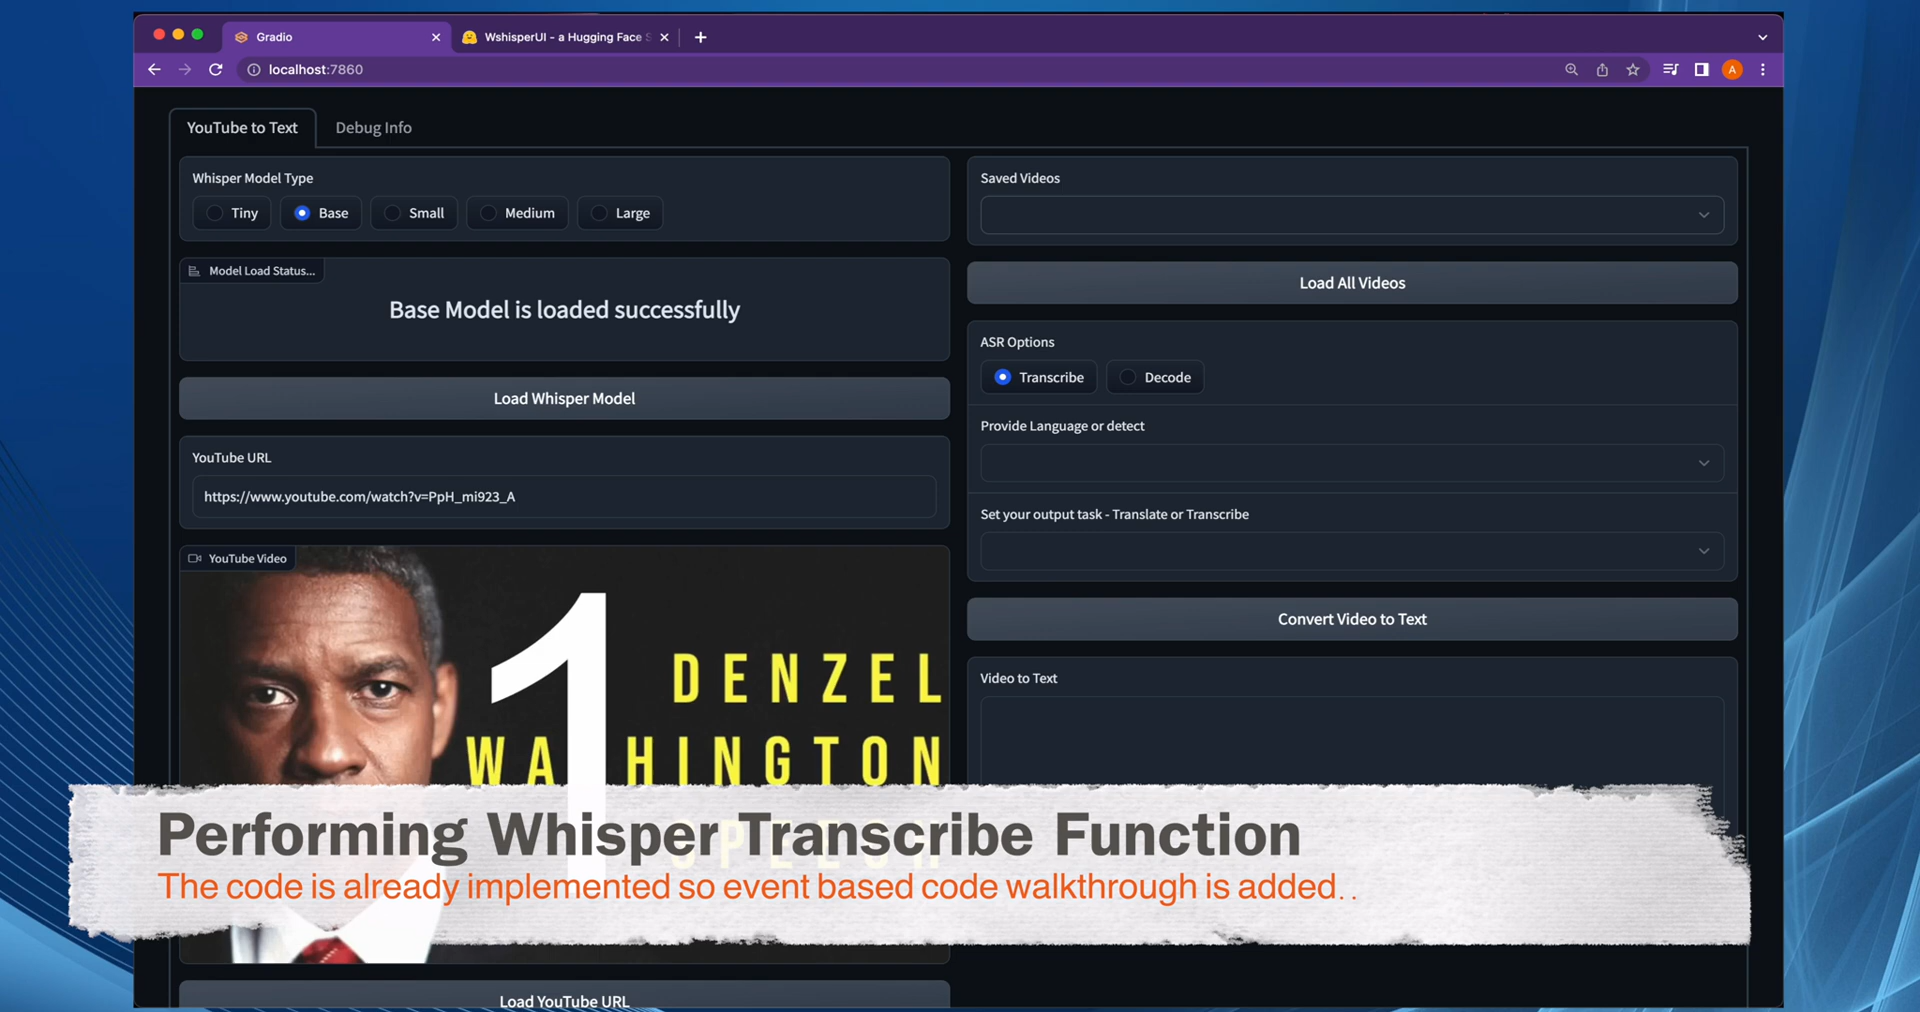 Gradio
WshisperUI - a Hugging Face S
localhost:7860
A
YouTube to Text
Debug Info
Whisper Model Type
Tiny
Base
Small
Medium
Large
Model Load Status...
Base Model is loaded successfully
Load Whisper Model
YouTube URL
https://www.youtube.com/watch?v=PpH_mi923_A
YouTube Video
1
DENZEL
WA HINGTON
SPEECH
Load YouTube URL
Saved Videos
Load All Videos
ASR Options
Transcribe
Decode
Provide Language or detect
Set your output task - Translate or Transcribe
Convert Video to Text
Video to Text
Performing Whisper Transcribe Function
The code is already implemented so event based code walkthrough is added. .